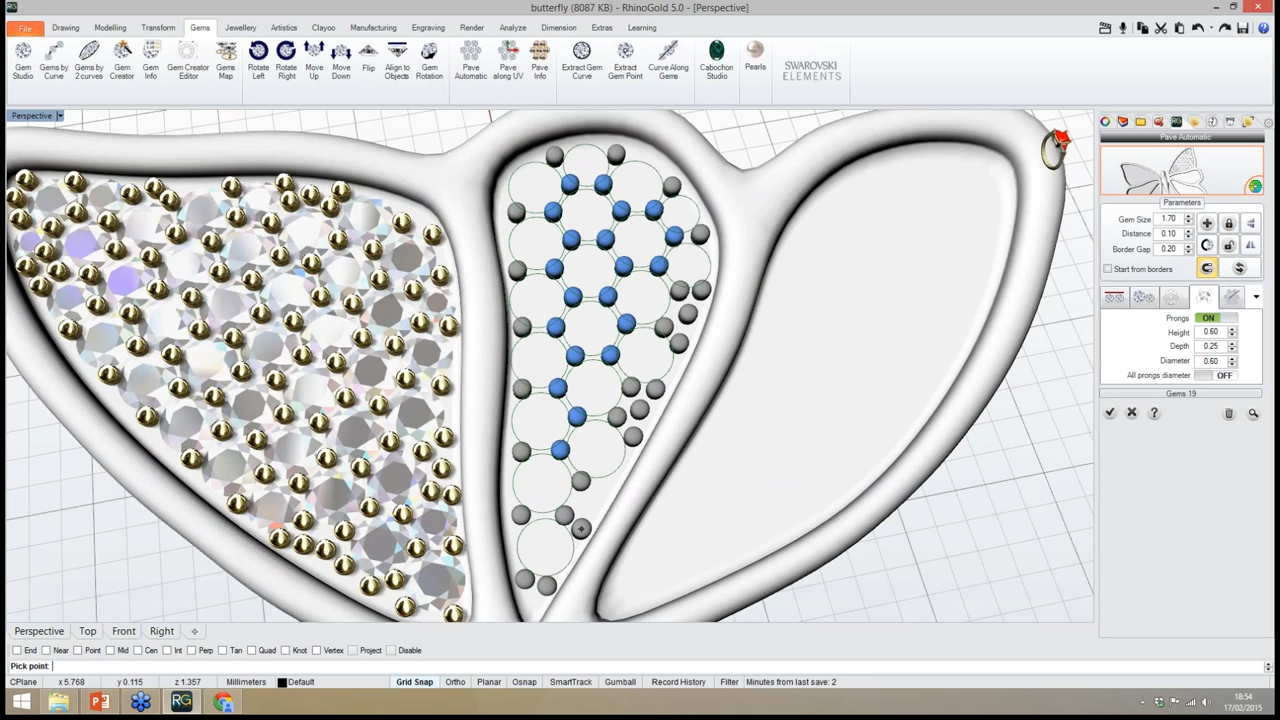 butterfly (8087 KB) - RhinoGold 5.0 - [Perspective]
File Drawing Modelling Transform Gems Jewellery Artistics Clayoo Manufacturing Engraving Render Analyze Dimension Extras Learning
Gem Studio Gems by Curve Gems by 2 curves Gem Creator Gem Info Gem Creator Editor Gems Map Rotate Left Rotate Right Move Up Move Down Flip Align to Objects Gem Rotation Pave Automatic Pave along UV Pave Info Extract Gem Curve Extract Gem Point Curve Along Gems Cabochon Studio Pearls SWAROVSKI ELEMENTS
Perspective
Pave Automatic
Parameters
Gem Size 1.70
Distance 0.10
Border Gap 0.20
Start from borders
Prongs ON
Height 0.60
Depth 0.25
Diameter 0.60
All prongs diameter OFF
Gems 19
Perspective Top Front Right
End Near Point Mid Cen Int Perp Tan Quad Knot Vertex Project Disable
Pick point
CPlane x 5.768 y 0.115 z 1.357 Millimeters Default Grid Snap Ortho Planar Osnap SmartTrack Gumball Record History Filter Minutes from last save: 2
RG
18:54
17/02/2015